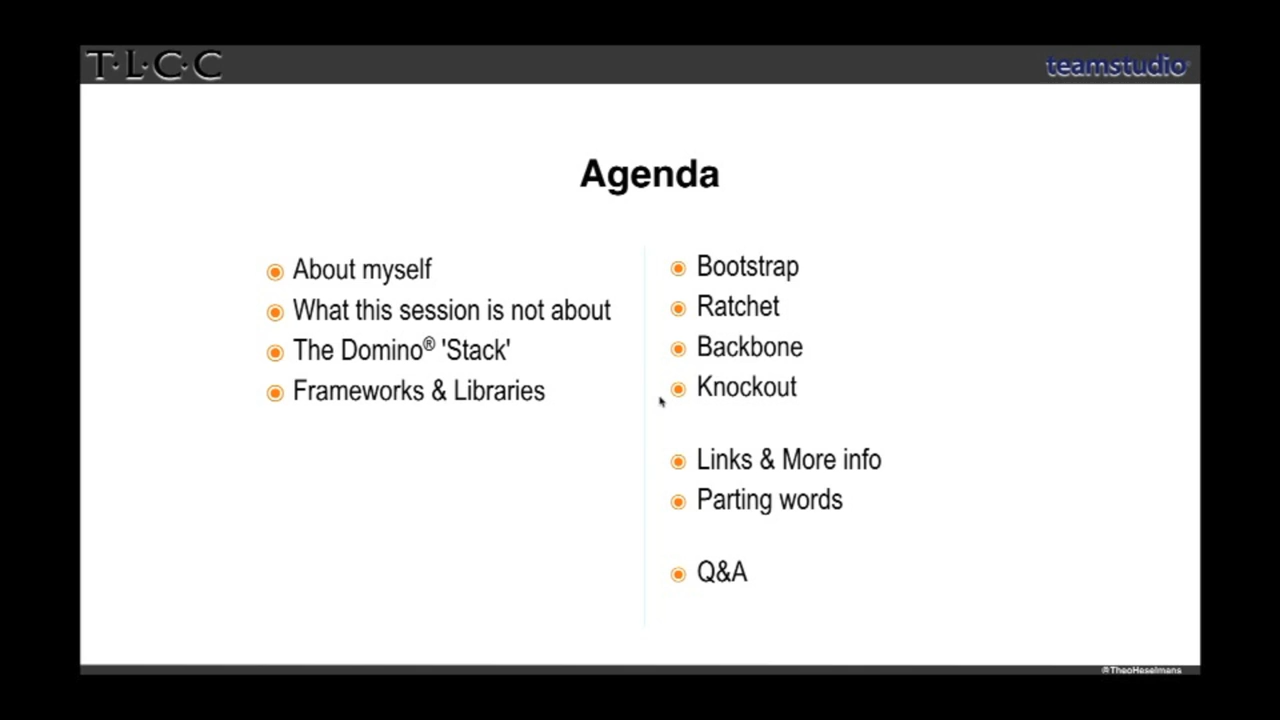 T·L·C·C
teamstudio
Agenda
About myself
What this session is not about
The Domino® 'Stack'
Frameworks & Libraries
Bootstrap
Ratchet
Backbone
Knockout
Links & More info
Parting words
Q&A
@TheoHeselmans